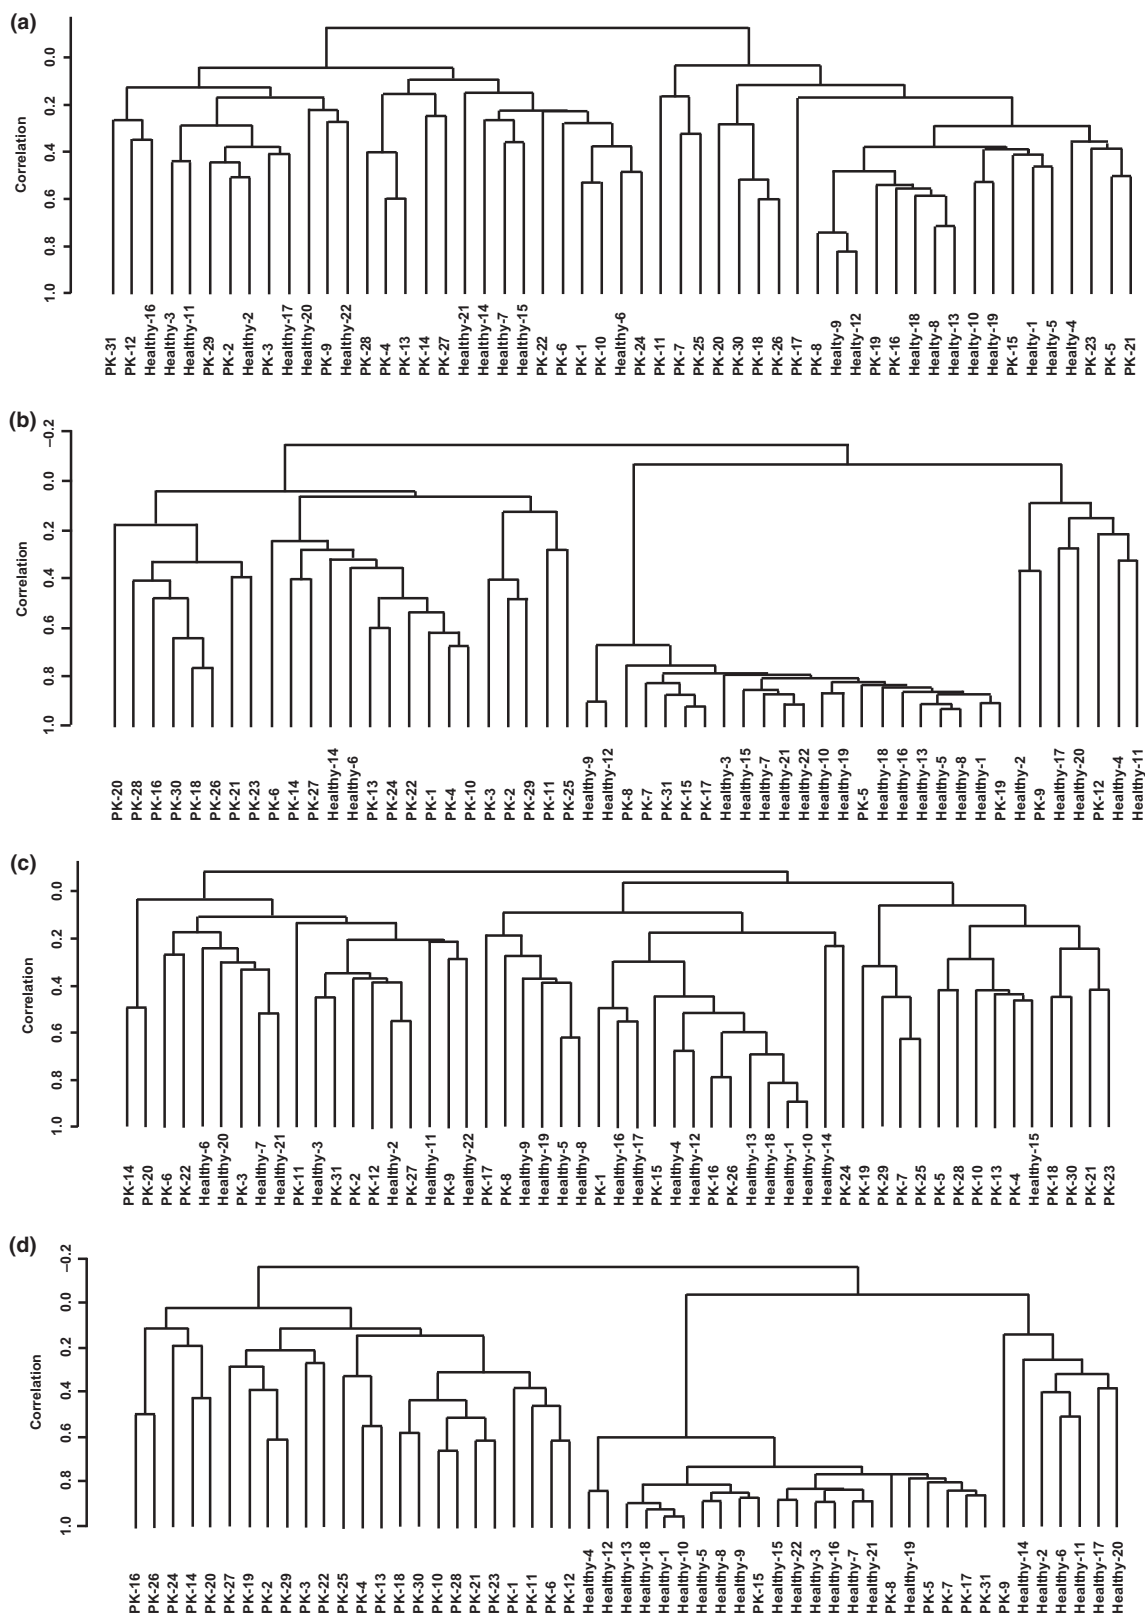 (a)
Correlation
0.0
0.2
0.4
0.6
0.8
1.0
PK-31
PK-12
Healthy-16
Healthy-3
Healthy-11
PK-29
PK-2
Healthy-2
PK-3
Healthy-17
Healthy-20
PK-9
Healthy-22
PK-28
PK-4
PK-13
PK-14
PK-27
Healthy-21
Healthy-14
Healthy-7
Healthy-15
PK-22
PK-6
PK-1
PK-10
Healthy-6
PK-24
PK-11
PK-7
PK-25
PK-20
PK-30
PK-18
PK-26
PK-17
PK-8
Healthy-9
Healthy-12
PK-19
PK-16
Healthy-18
Healthy-8
Healthy-13
Healthy-10
Healthy-19
PK-15
Healthy-1
Healthy-5
Healthy-4
PK-23
PK-5
PK-21
(b)
Correlation
–0.2
0.0
0.2
0.4
0.6
0.8
1.0
PK-20
PK-28
PK-16
PK-30
PK-18
PK-26
PK-21
PK-23
PK-6
PK-14
PK-27
Healthy-14
Healthy-6
PK-13
PK-24
PK-22
PK-1
PK-4
PK-10
PK-3
PK-2
PK-29
PK-11
PK-25
Healthy-9
Healthy-12
PK-8
PK-7
PK-31
PK-15
PK-17
Healthy-3
Healthy-15
Healthy-7
Healthy-21
Healthy-22
Healthy-10
Healthy-19
PK-5
Healthy-18
Healthy-16
Healthy-13
Healthy-5
Healthy-8
Healthy-1
PK-19
Healthy-2
PK-9
Healthy-17
Healthy-20
PK-12
Healthy-4
Healthy-11
(c)
Correlation
0.0
0.2
0.4
0.6
0.8
1.0
PK-14
PK-20
PK-6
PK-22
Healthy-6
Healthy-20
PK-3
Healthy-7
Healthy-21
PK-11
Healthy-3
PK-31
PK-2
PK-12
Healthy-2
PK-27
Healthy-11
PK-9
Healthy-22
PK-17
PK-8
Healthy-9
Healthy-19
Healthy-5
Healthy-8
PK-1
Healthy-16
Healthy-17
PK-15
Healthy-4
Healthy-12
PK-16
PK-26
Healthy-13
Healthy-18
Healthy-1
Healthy-10
Healthy-14
PK-24
PK-19
PK-29
PK-7
PK-25
PK-5
PK-28
PK-10
PK-13
PK-4
Healthy-15
PK-18
PK-30
PK-21
PK-23
(d)
Correlation
–0.2
0.0
0.2
0.4
0.6
0.8
1.0
PK-16
PK-26
PK-24
PK-14
PK-20
PK-27
PK-19
PK-2
PK-29
PK-3
PK-22
PK-25
PK-4
PK-13
PK-18
PK-30
PK-10
PK-28
PK-21
PK-23
PK-1
PK-11
PK-6
PK-12
Healthy-4
Healthy-12
Healthy-13
Healthy-18
Healthy-1
Healthy-10
Healthy-5
Healthy-8
Healthy-9
PK-15
Healthy-15
Healthy-22
Healthy-3
Healthy-16
Healthy-7
Healthy-21
PK-8
Healthy-19
PK-5
PK-7
PK-17
PK-31
PK-9
Healthy-14
Healthy-2
Healthy-6
Healthy-11
Healthy-17
Healthy-20